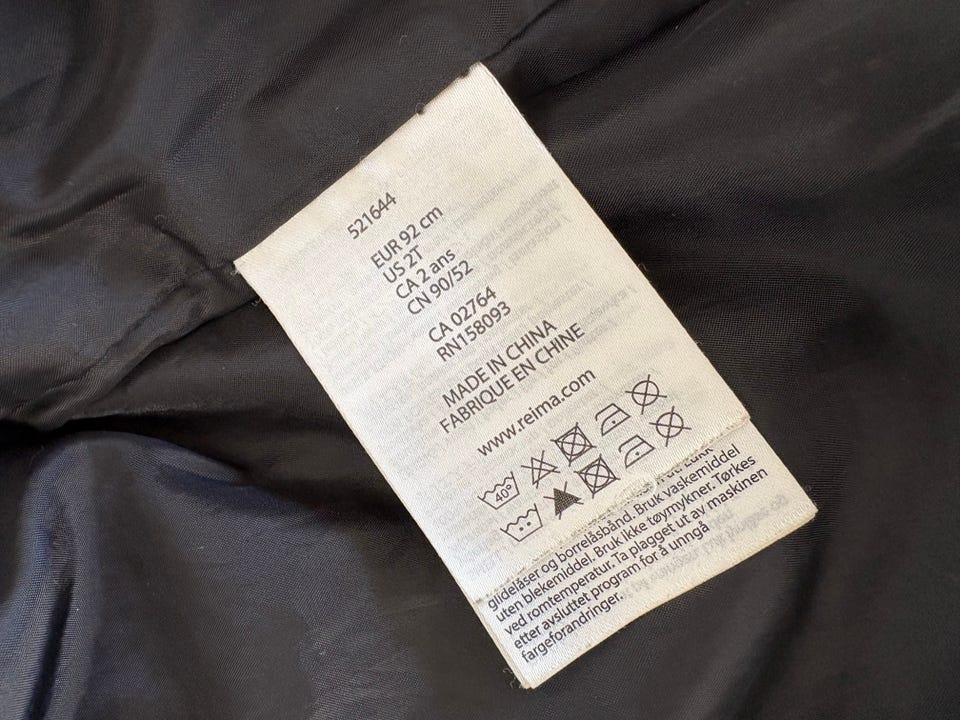 521644
EUR 92 cm
US 2T
CA 2 ans
CN 90/52
CA 02764
RN158093
MADE IN CHINA
FABRIQUE EN CHINE
www.reima.com
40°
glidelåser og borrelåsbånd. Bruk vaskemiddel
uten blekemiddel. Bruk ikke tøymykner. Tørkes
ved romtemperatur. Ta plagget ut av maskinen
etter avsluttet program for å unngå
fargeforandringer.